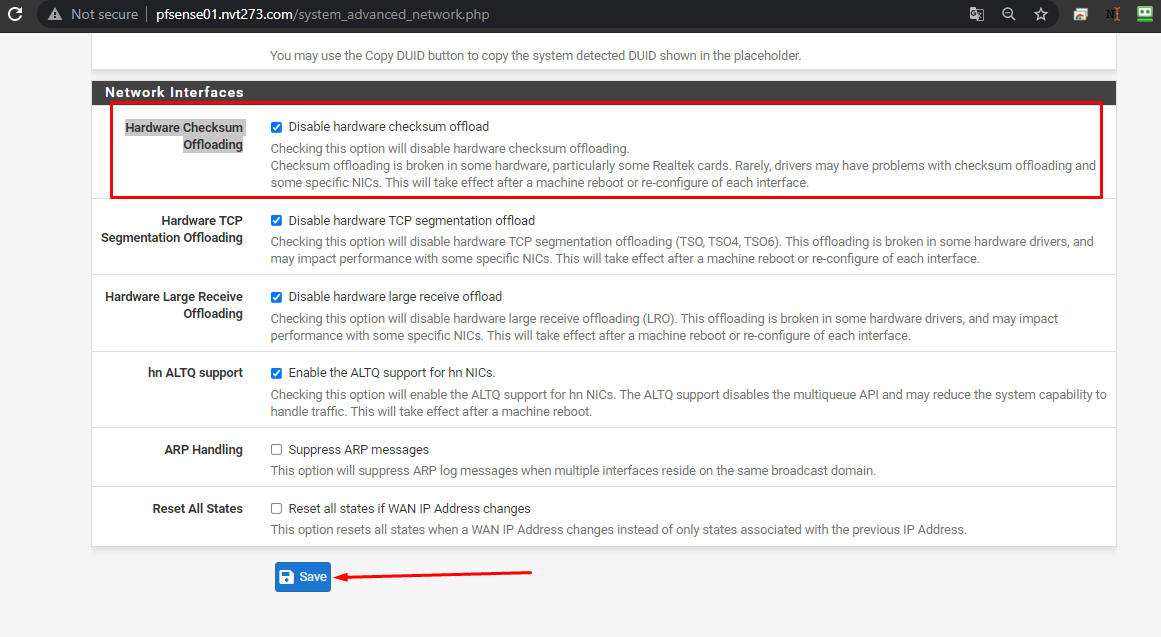 Not secure
pfsense01.nvt273.com/system_advanced_network.php
You may use the Copy DUID button to copy the system detected DUID shown in the placeholder.
Network Interfaces
Hardware Checksum
Offloading
Disable hardware checksum offload
Checking this option will disable hardware checksum offloading.
Checksum offloading is broken in some hardware, particularly some Realtek cards. Rarely, drivers may have problems with checksum offloading and
some specific NICs. This will take effect after a machine reboot or re-configure of each interface.
Hardware TCP
Segmentation Offloading
Disable hardware TCP segmentation offload
Checking this option will disable hardware TCP segmentation offloading (TSO, TSO4, TSO6). This offloading is broken in some hardware drivers, and
may impact performance with some specific NICs. This will take effect after a machine reboot or re-configure of each interface.
Hardware Large Receive
Offloading
Disable hardware large receive offload
Checking this option will disable hardware large receive offloading (LRO). This offloading is broken in some hardware drivers, and may impact
performance with some specific NICs. This will take effect after a machine reboot or re-configure of each interface.
hn ALTQ support
Enable the ALTQ support for hn NICs.
Checking this option will enable the ALTQ support for hn NICs. The ALTQ support disables the multiqueue API and may reduce the system capability to
handle traffic. This will take effect after a machine reboot.
ARP Handling
Suppress ARP messages
This option will suppress ARP log messages when multiple interfaces reside on the same broadcast domain.
Reset All States
Reset all states if WAN IP Address changes
This option resets all states when a WAN IP Address changes instead of only states associated with the previous IP Address.
Save